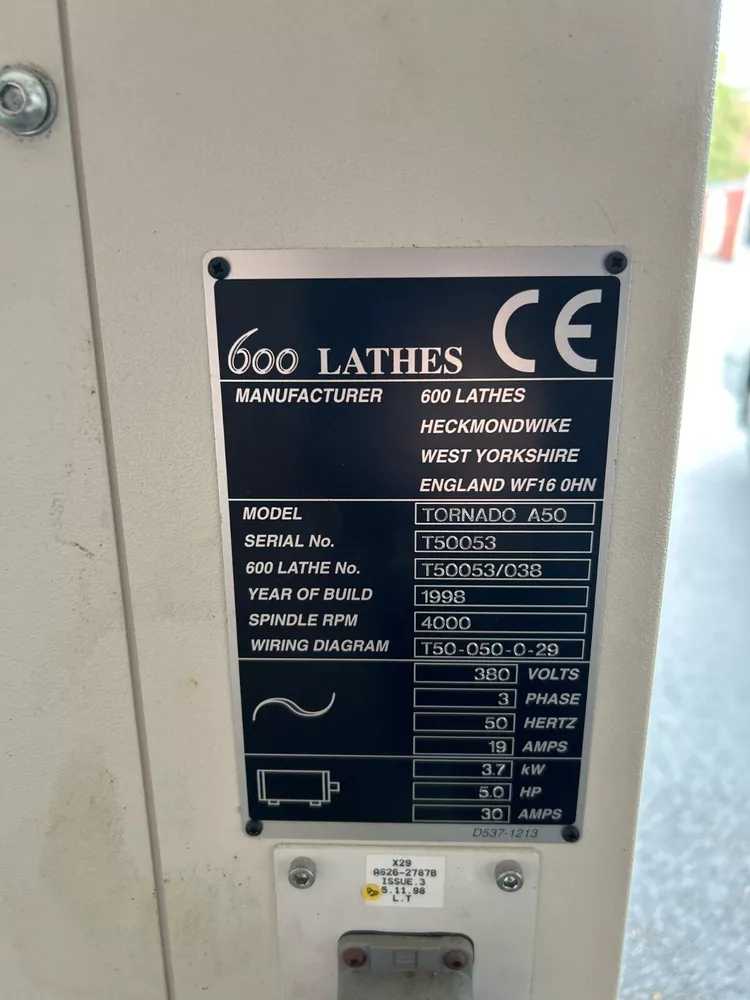 600 LATHES CE
MANUFACTURER 600 LATHES
HECKMONDWIKE
WEST YORKSHIRE
ENGLAND WF16 0HN
MODEL TORNADO A50
SERIAL No. T50053
600 LATHE No. T50053/038
YEAR OF BUILD 1998
SPINDLE RPM 4000
WIRING DIAGRAM T50-050-0-29
380 VOLTS
3 PHASE
50 HERTZ
19 AMPS
3.7 kW
5.0 HP
30 AMPS
D537-1213
X29
A626-2787B
ISSUE.3
5.11.98
L.T